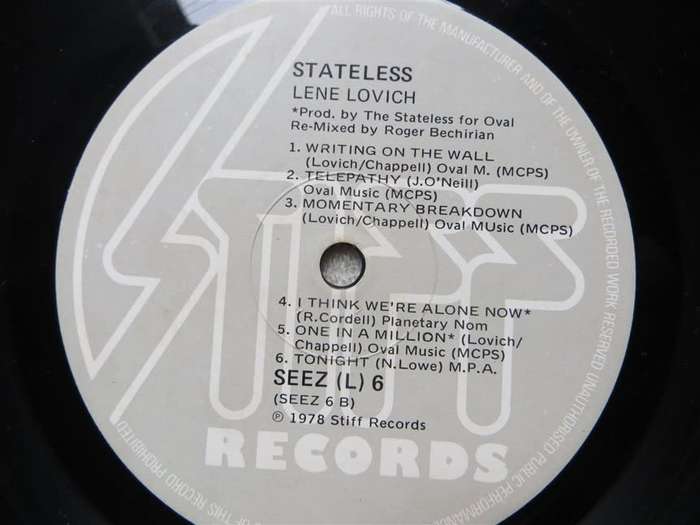 STATELESS
LENE LOVICH
*Prod. by The Stateless for Oval
Re-Mixed by Roger Bechirian
1. WRITING ON THE WALL
(Lovich/Chappell) Oval M. (MCPS)
2. TELEPATHY (J.O'Neill)
Oval Music (MCPS)
3. MOMENTARY BREAKDOWN
(Lovich/Chappell) Oval MUsic (MCPS)
4. I THINK WE'RE ALONE NOW*
(R.Cordell) Planetary Nom
5. ONE IN A MILLION* (Lovich/
Chappell) Oval Music (MCPS)
6. TONIGHT (N.Lowe) M.P.A.
SEEZ (L) 6
(SEEZ 6 B)
℗ 1978 Stiff Records
STIFF
RECORDS
ALL RIGHTS OF THE MANUFACTURER AND OF THE OWNER OF THE RECORDED WORK RESERVED UNAUTHORISED PUBLIC PERFORMANCE
OF THIS RECORD PROHIBITED